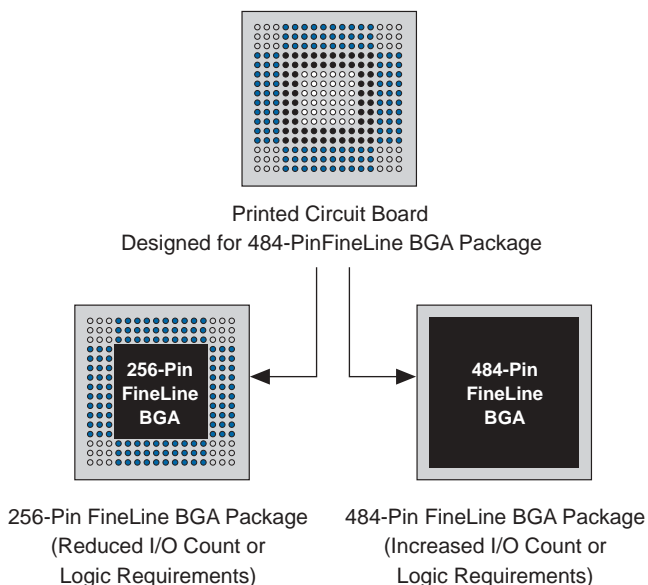 Printed Circuit Board
Designed for 484-PinFineLine BGA Package
256-Pin
FineLine
BGA
484-Pin
FineLine
BGA
256-Pin FineLine BGA Package
(Reduced I/O Count or
Logic Requirements)
484-Pin FineLine BGA Package
(Increased I/O Count or
Logic Requirements)